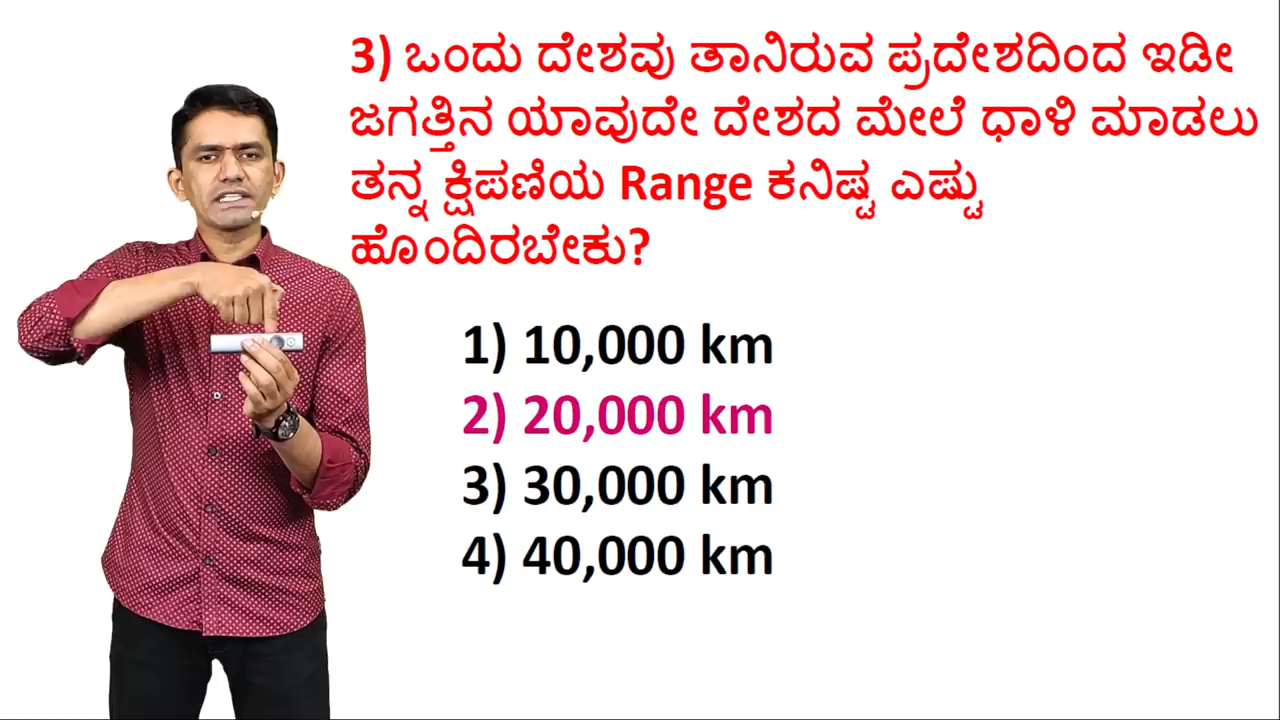 3) ಒಂದು ದೇಶವು ತಾನಿರುವ ಪ್ರದೇಶದಿಂದ ಇಡೀ
ಜಗತ್ತಿನ ಯಾವುದೇ ದೇಶದ ಮೇಲೆ ಧಾಳಿ ಮಾಡಲು
ತನ್ನ ಕ್ಷಿಪಣಿಯ Range ಕನಿಷ್ಟ ಎಷ್ಟು
ಹೊಂದಿರಬೇಕು?
1) 10,000 km
2) 20,000 km
3) 30,000 km
4) 40,000 km